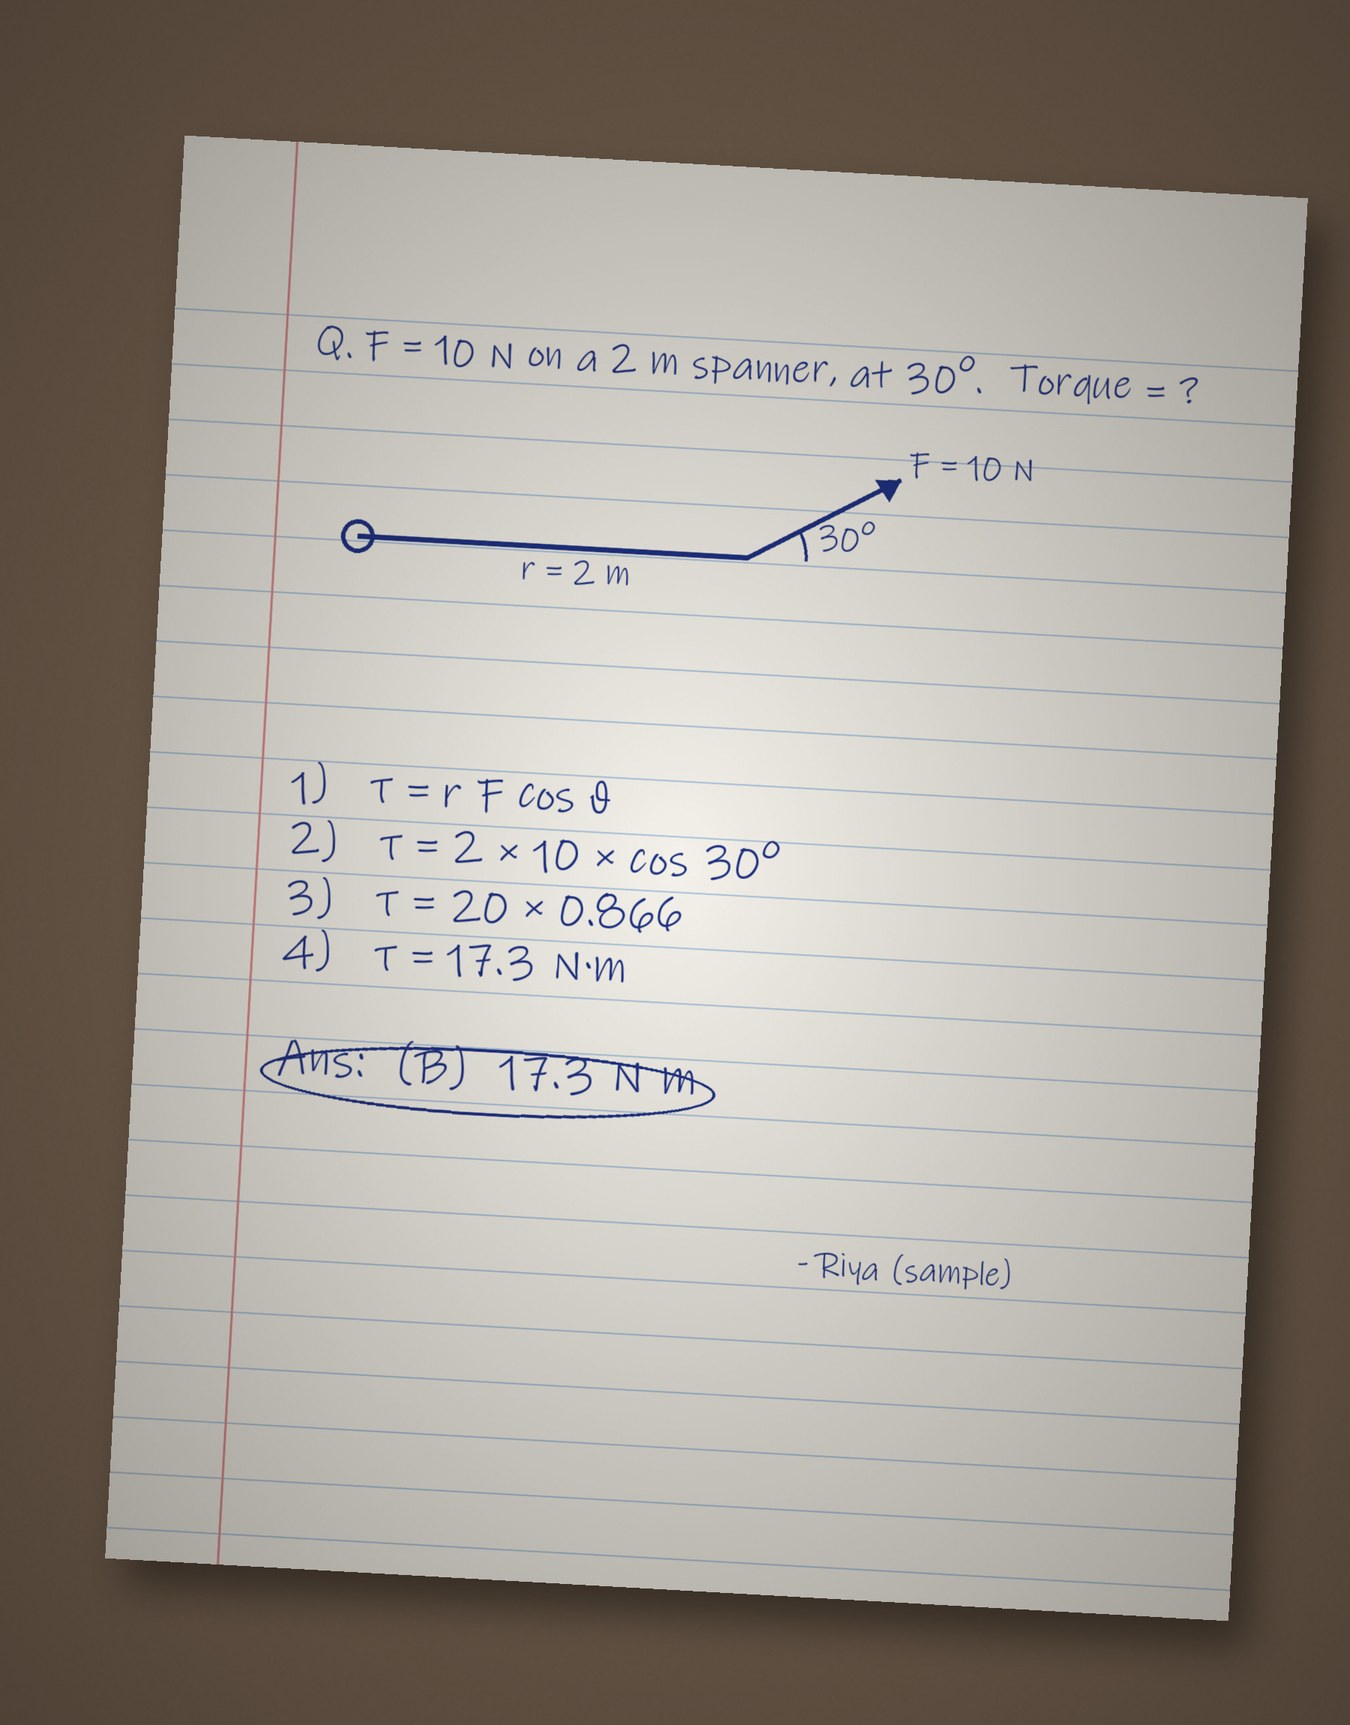 Q. F = 10 N on a 2 m spanner, at 30°. Torque = ?
F = 10 N
30°
r = 2 m
1) τ = r F cos θ
2) τ = 2 × 10 × cos 30°
3) τ = 20 × 0.866
4) τ = 17.3 N·m
Ans: (B) 17.3 N m
- Riya (sample)